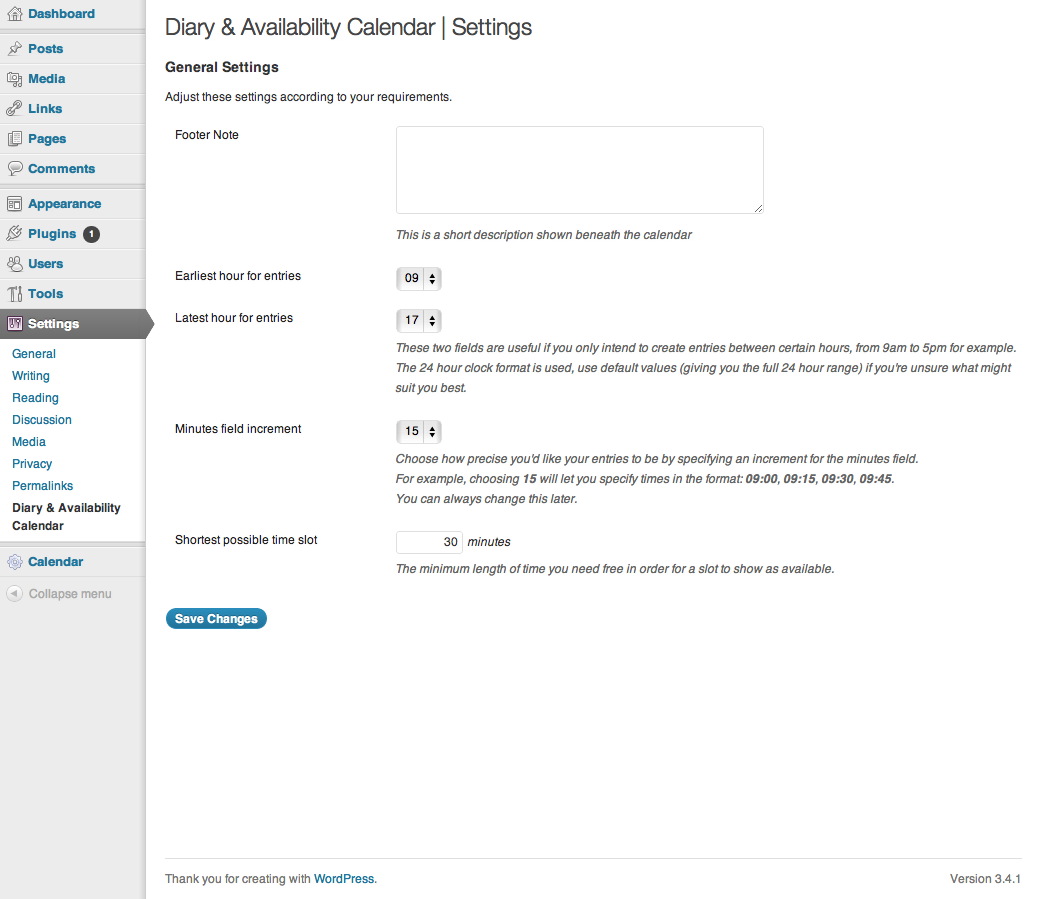 Dashboard
Posts
Media
Links
Pages
Comments
Appearance
Plugins 1
Users
Tools
Settings
General
Writing
Reading
Discussion
Media
Privacy
Permalinks
Diary & Availability
Calendar
Calendar
Collapse menu
Diary & Availability Calendar | Settings
General Settings
Adjust these settings according to your requirements.
Footer Note
This is a short description shown beneath the calendar
Earliest hour for entries 09
Latest hour for entries 17
These two fields are useful if you only intend to create entries between certain hours, from 9am to 5pm for example.
The 24 hour clock format is used, use default values (giving you the full 24 hour range) if you're unsure what might
suit you best.
Minutes field increment 15
Choose how precise you'd like your entries to be by specifying an increment for the minutes field.
For example, choosing 15 will let you specify times in the format: 09:00, 09:15, 09:30, 09:45.
You can always change this later.
Shortest possible time slot 30 minutes
The minimum length of time you need free in order for a slot to show as available.
Save Changes
Thank you for creating with WordPress. Version 3.4.1